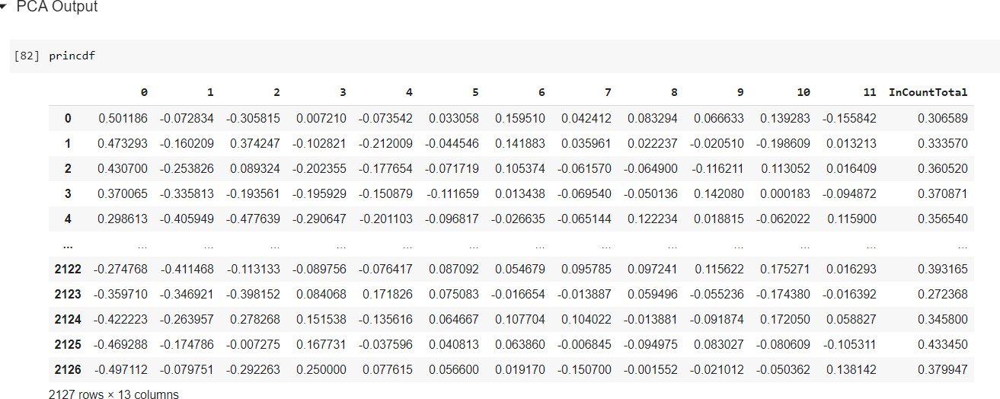 PCA Output
[82] princdf
0 1 2 3 4 5 6 7 8 9 10 11 InCountTotal
0 0.501186 -0.072834 -0.305815 0.007210 -0.073542 0.033058 0.159510 0.042412 0.083294 0.066633 0.139283 -0.155842 0.306589
1 0.473293 -0.160209 0.374247 -0.102821 -0.212009 -0.044546 0.141883 0.035961 0.022237 -0.020510 -0.198609 0.013213 0.333570
2 0.430700 -0.253826 0.089324 -0.202355 -0.177654 -0.071719 0.105374 -0.061570 -0.064900 -0.116211 0.113052 0.016409 0.360520
3 0.370065 -0.335813 -0.193561 -0.195929 -0.150879 -0.111659 0.013438 -0.069540 -0.050136 0.142080 0.000183 -0.094872 0.370871
4 0.298613 -0.405949 -0.477639 -0.290647 -0.201103 -0.096817 -0.026635 -0.065144 0.122234 0.018815 -0.062022 0.115900 0.356540
... ... ... ... ... ... ... ... ... ... ... ... ... ...
2122 -0.274768 -0.411468 -0.113133 -0.089756 -0.076417 0.087092 0.054679 0.095785 0.097241 0.115622 0.175271 0.016293 0.393165
2123 -0.359710 -0.346921 -0.398152 0.084068 0.171826 0.075083 -0.016654 -0.013887 0.059496 -0.055236 -0.174380 -0.016392 0.272368
2124 -0.422223 -0.263957 0.278268 0.151538 -0.135616 0.064667 0.107704 0.104022 -0.013881 -0.091874 0.172050 0.058827 0.345800
2125 -0.469288 -0.174786 -0.007275 0.167731 -0.037596 0.040813 0.063860 -0.006845 -0.094975 0.083027 -0.080609 -0.105311 0.433450
2126 -0.497112 -0.079751 -0.292263 0.250000 0.077615 0.056600 0.019170 -0.150700 -0.001552 -0.021012 -0.050362 0.138142 0.379947
2127 rows × 13 columns